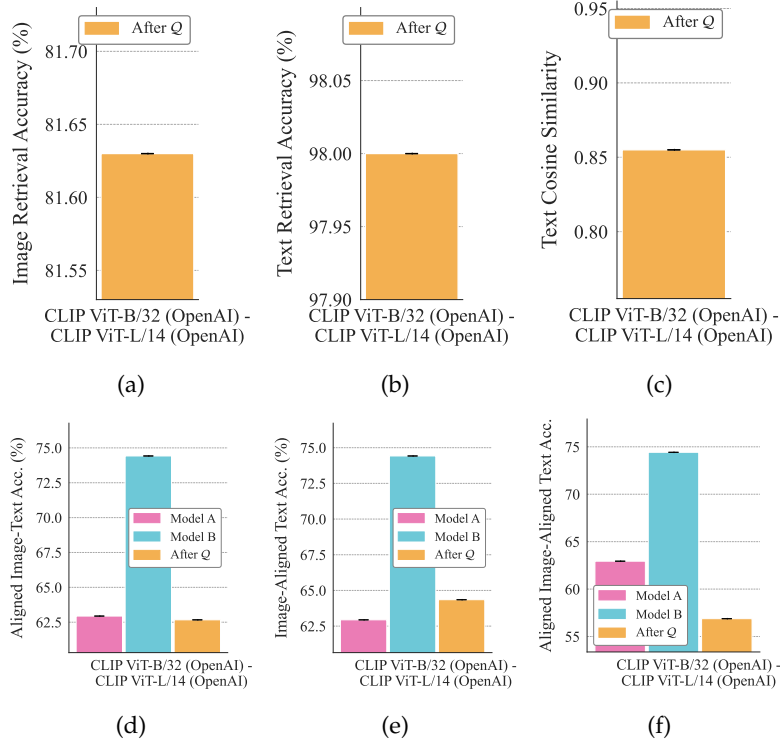 After Q
Image Retrieval Accuracy (%)
81.70
81.65
81.60
81.55
CLIP ViT-B/32 (OpenAI) -
CLIP ViT-L/14 (OpenAI)
(a)
After Q
Text Retrieval Accuracy (%)
98.05
98.00
97.95
97.90
CLIP ViT-B/32 (OpenAI) -
CLIP ViT-L/14 (OpenAI)
(b)
After Q
Text Cosine Similarity
0.95
0.90
0.85
0.80
CLIP ViT-B/32 (OpenAI) -
CLIP ViT-L/14 (OpenAI)
(c)
Aligned Image-Text Acc. (%)
75.0
72.5
70.0
67.5
65.0
62.5
Model A
Model B
After Q
CLIP ViT-B/32 (OpenAI) -
CLIP ViT-L/14 (OpenAI)
(d)
Image-Aligned Text Acc. (%)
75.0
72.5
70.0
67.5
65.0
62.5
Model A
Model B
After Q
CLIP ViT-B/32 (OpenAI) -
CLIP ViT-L/14 (OpenAI)
(e)
Aligned Image-Aligned Text Acc.
75
70
65
60
55
Model A
Model B
After Q
CLIP ViT-B/32 (OpenAI) -
CLIP ViT-L/14 (OpenAI)
(f)